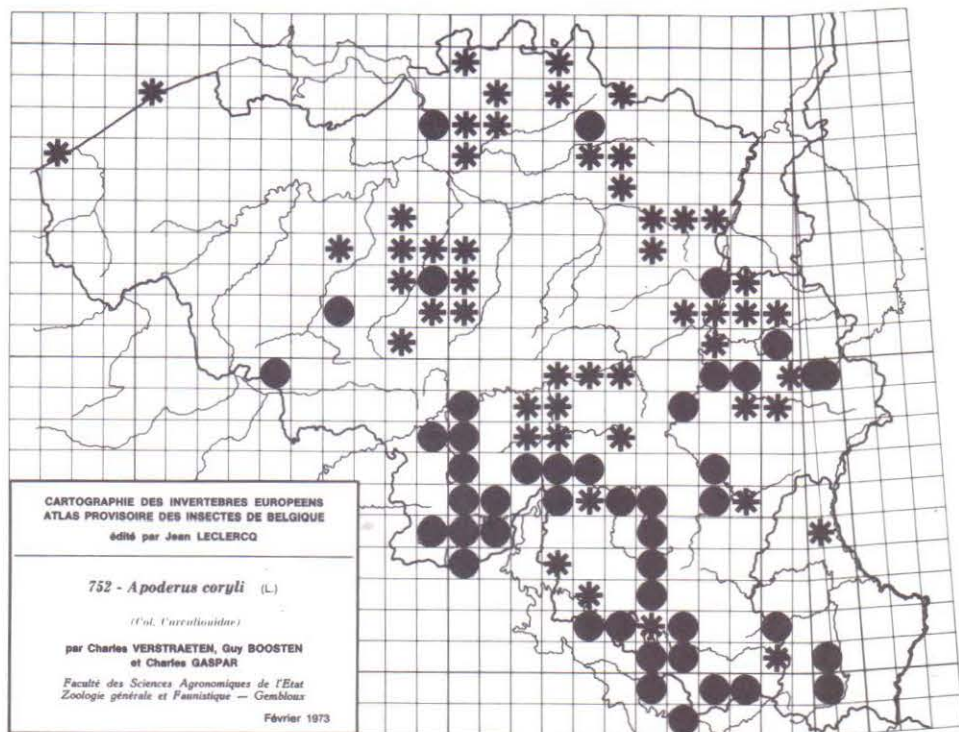 CARTOGRAPHIE DES INVERTEBRES EUROPEENS
ATLAS PROVISOIRE DES INSECTES DE BELGIQUE
édité par Jean LECLERCQ
752 - Apoderus coryli (L.)
(Col. Curculionidae)
par Charles VERSTRAETEN, Guy BOOSTEN
et Charles GASPAR
Faculté des Sciences Agronomiques de l'Etat
Zoologie générale et Faunistique — Gembloux
Février 1973